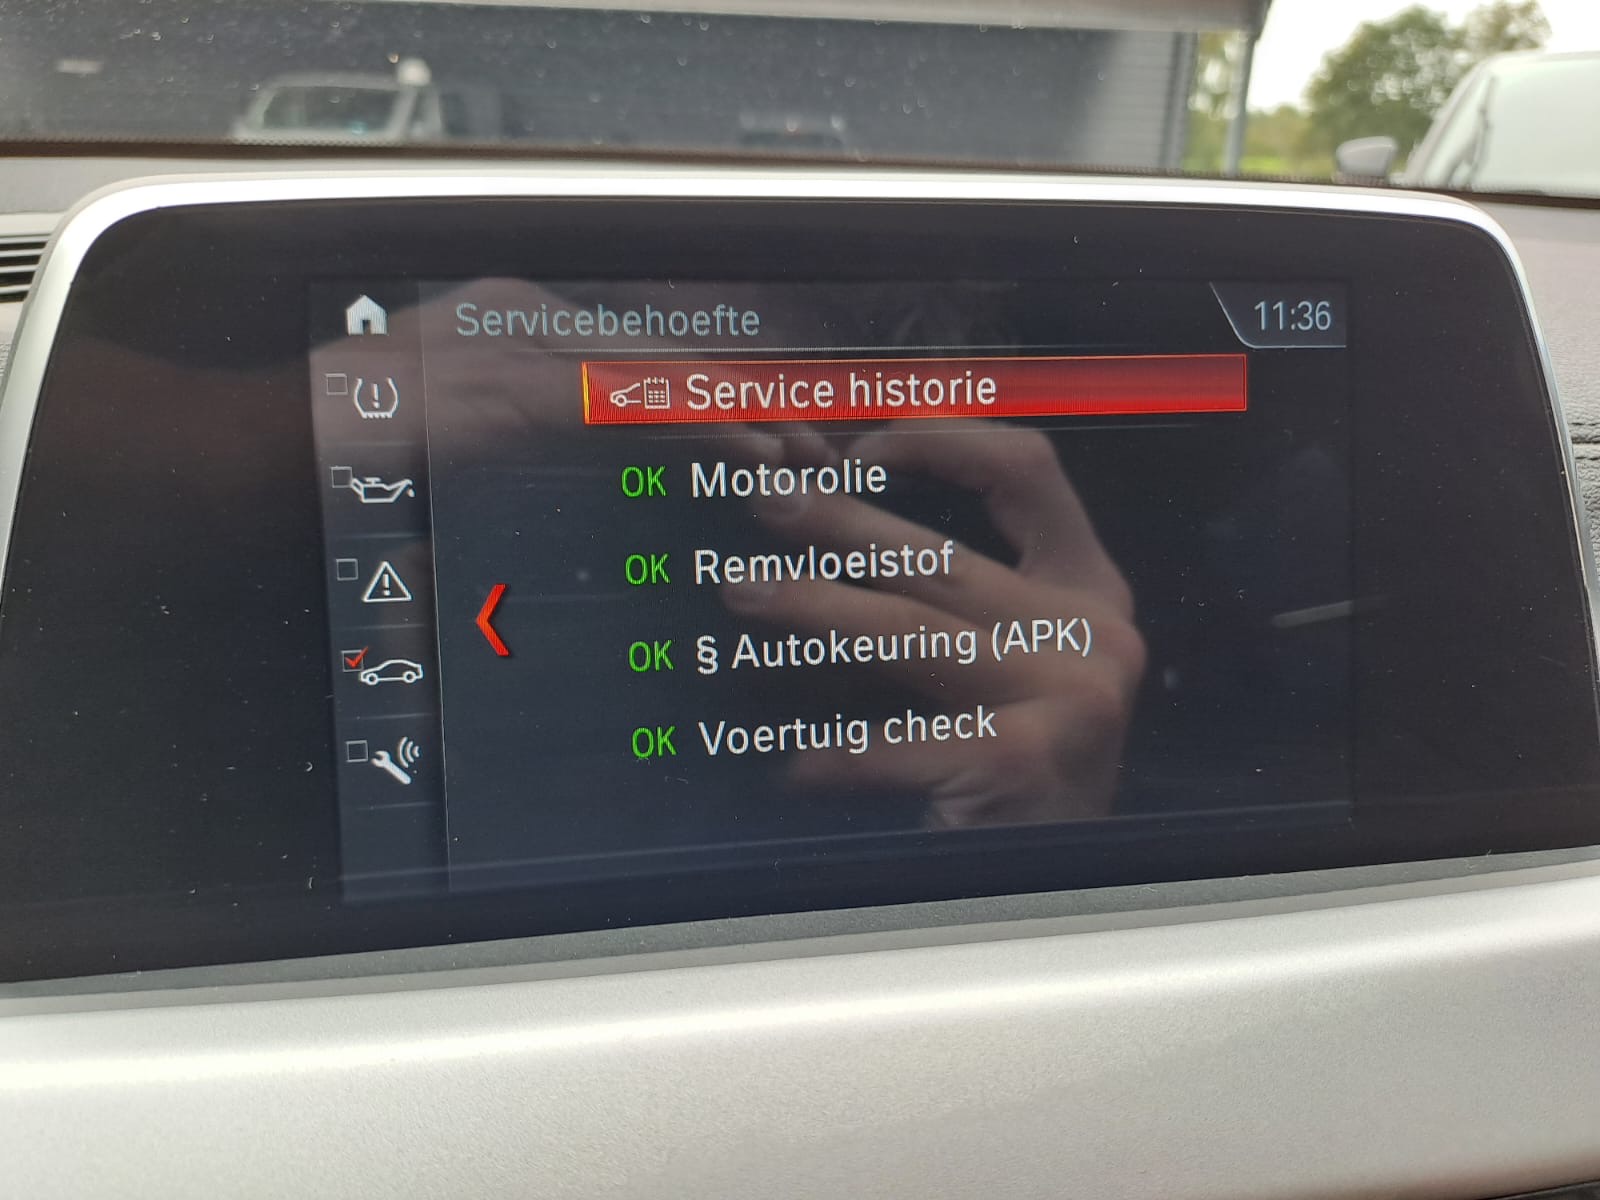 Servicebehoefte
11:36
Service historie
OK Motorolie
OK Remvloeistof
OK § Autokeuring (APK)
OK Voertuig check